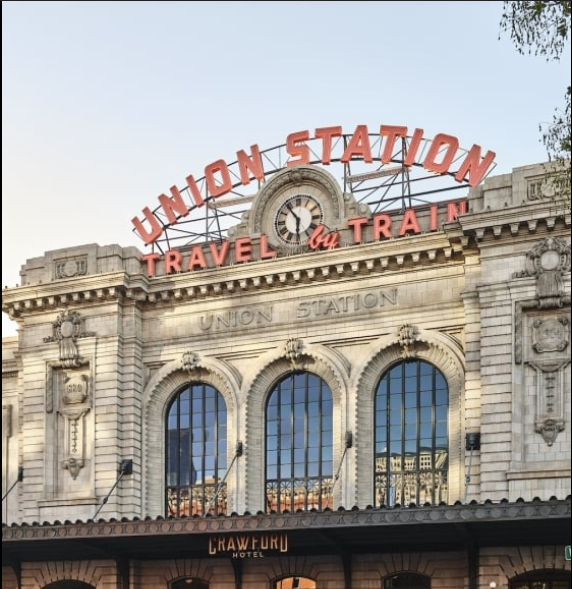 UNION STATION
TRAVEL by TRAIN
UNION STATION
CRAWFORD
HOTEL